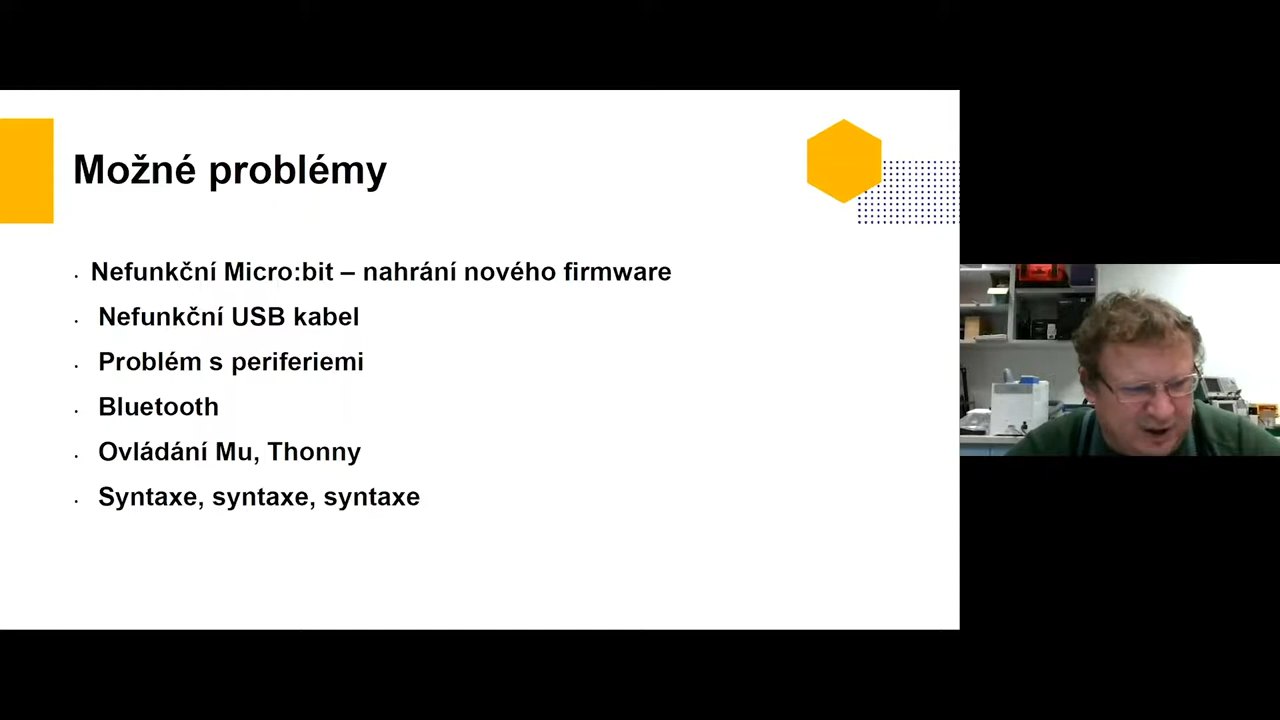 Možné problémy
Nefunkční Micro:bit – nahrání nového firmware
Nefunkční USB kabel
Problém s periferiemi
Bluetooth
Ovládání Mu, Thonny
Syntaxe, syntaxe, syntaxe